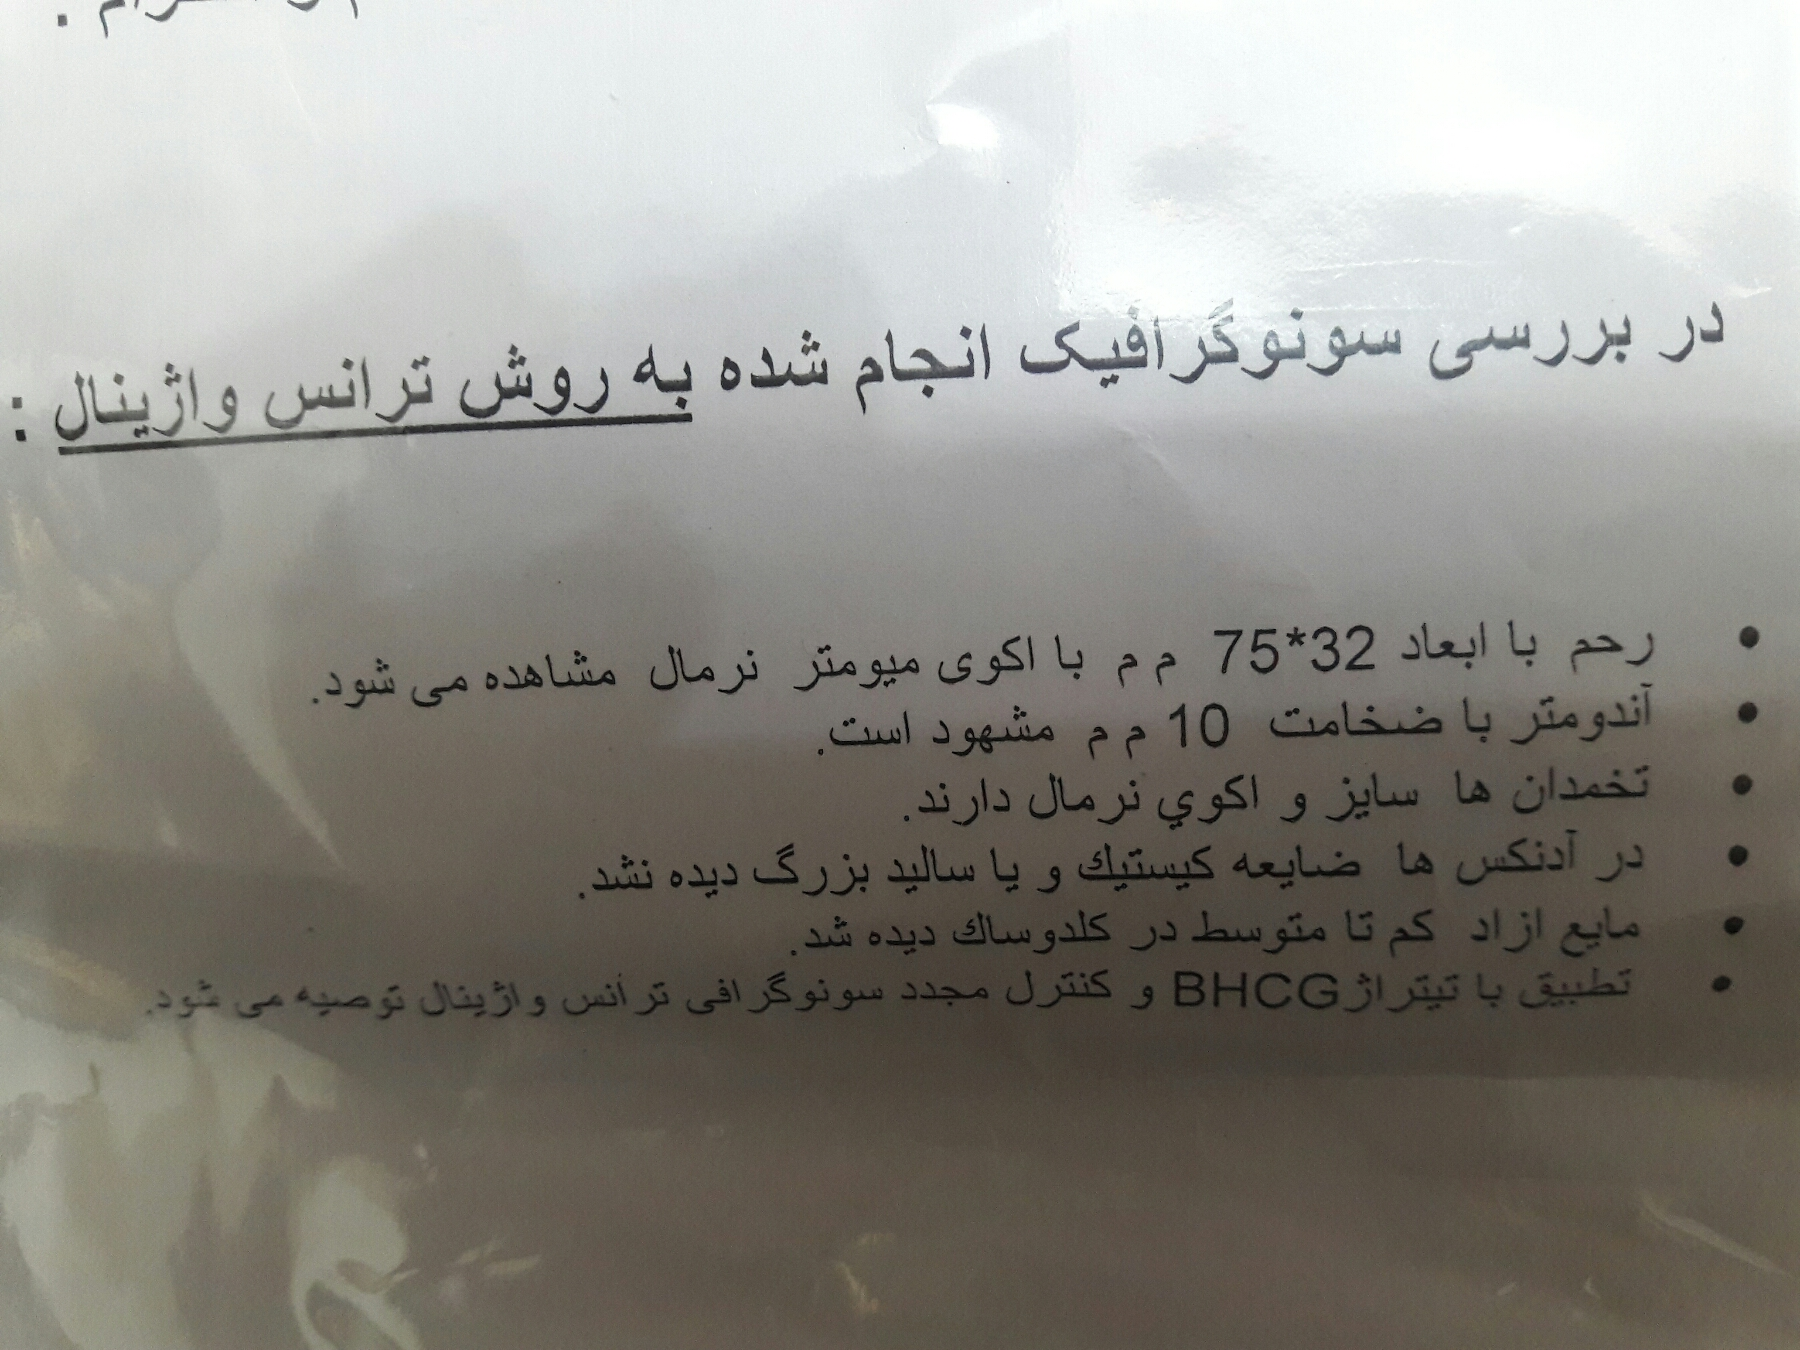 در بررسی سونوگرافیک انجام شده به روش ترانس واژینال :
• رحم با ابعاد 32*75 م م با اکوی میومتر نرمال مشاهده می شود.
• آندومتر با ضخامت 10 م م مشهود است.
• تخمدان ها سایز و اکوي نرمال دارند.
• در آدنکس ها ضایعه کیستیك و یا سالید بزرگ دیده نشد.
• مایع ازاد کم تا متوسط در کلدوساك دیده شد.
• تطبیق با تیتراژ BHCG و کنترل مجدد سونوگرافی ترانس واژینال توصیه می شود.